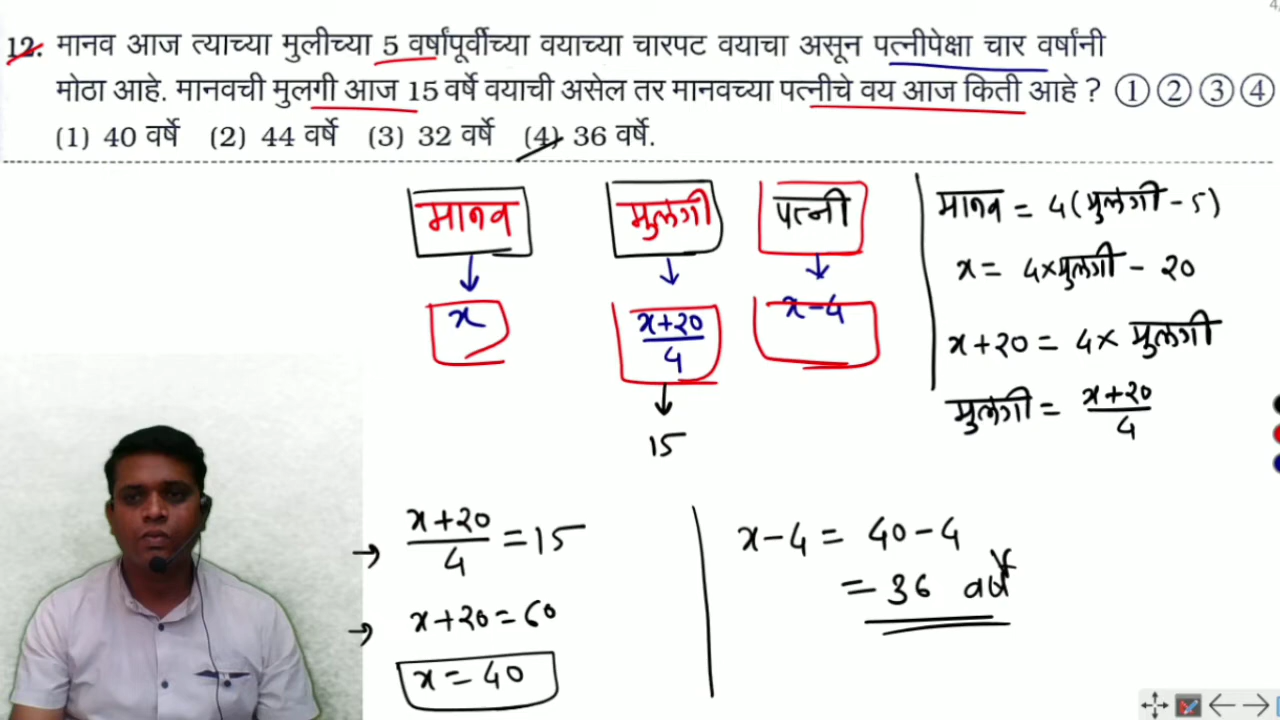 12. मानव आज त्याच्या मुलीच्या 5 वर्षांपूर्वीच्या वयाच्या चारपट वयाचा असून पत्नीपेक्षा चार वर्षांनी
मोठा आहे. मानवची मुलगी आज 15 वर्षे वयाची असेल तर मानवच्या पत्नीचे वय आज किती आहे ? ① ② ③ ④
(1) 40 वर्षे (2) 44 वर्षे (3) 32 वर्षे (4) 36 वर्षे.
मानव मुलगी पत्नी
x x+20/4 x-4
15
मानव = 4(मुलगी - 5)
x = 4×मुलगी - 20
x+20 = 4× मुलगी
मुलगी = x+20/4
→ x+20/4 = 15
→ x+20 = 60
x = 40
x-4 = 40-4
= 36 वर्ष